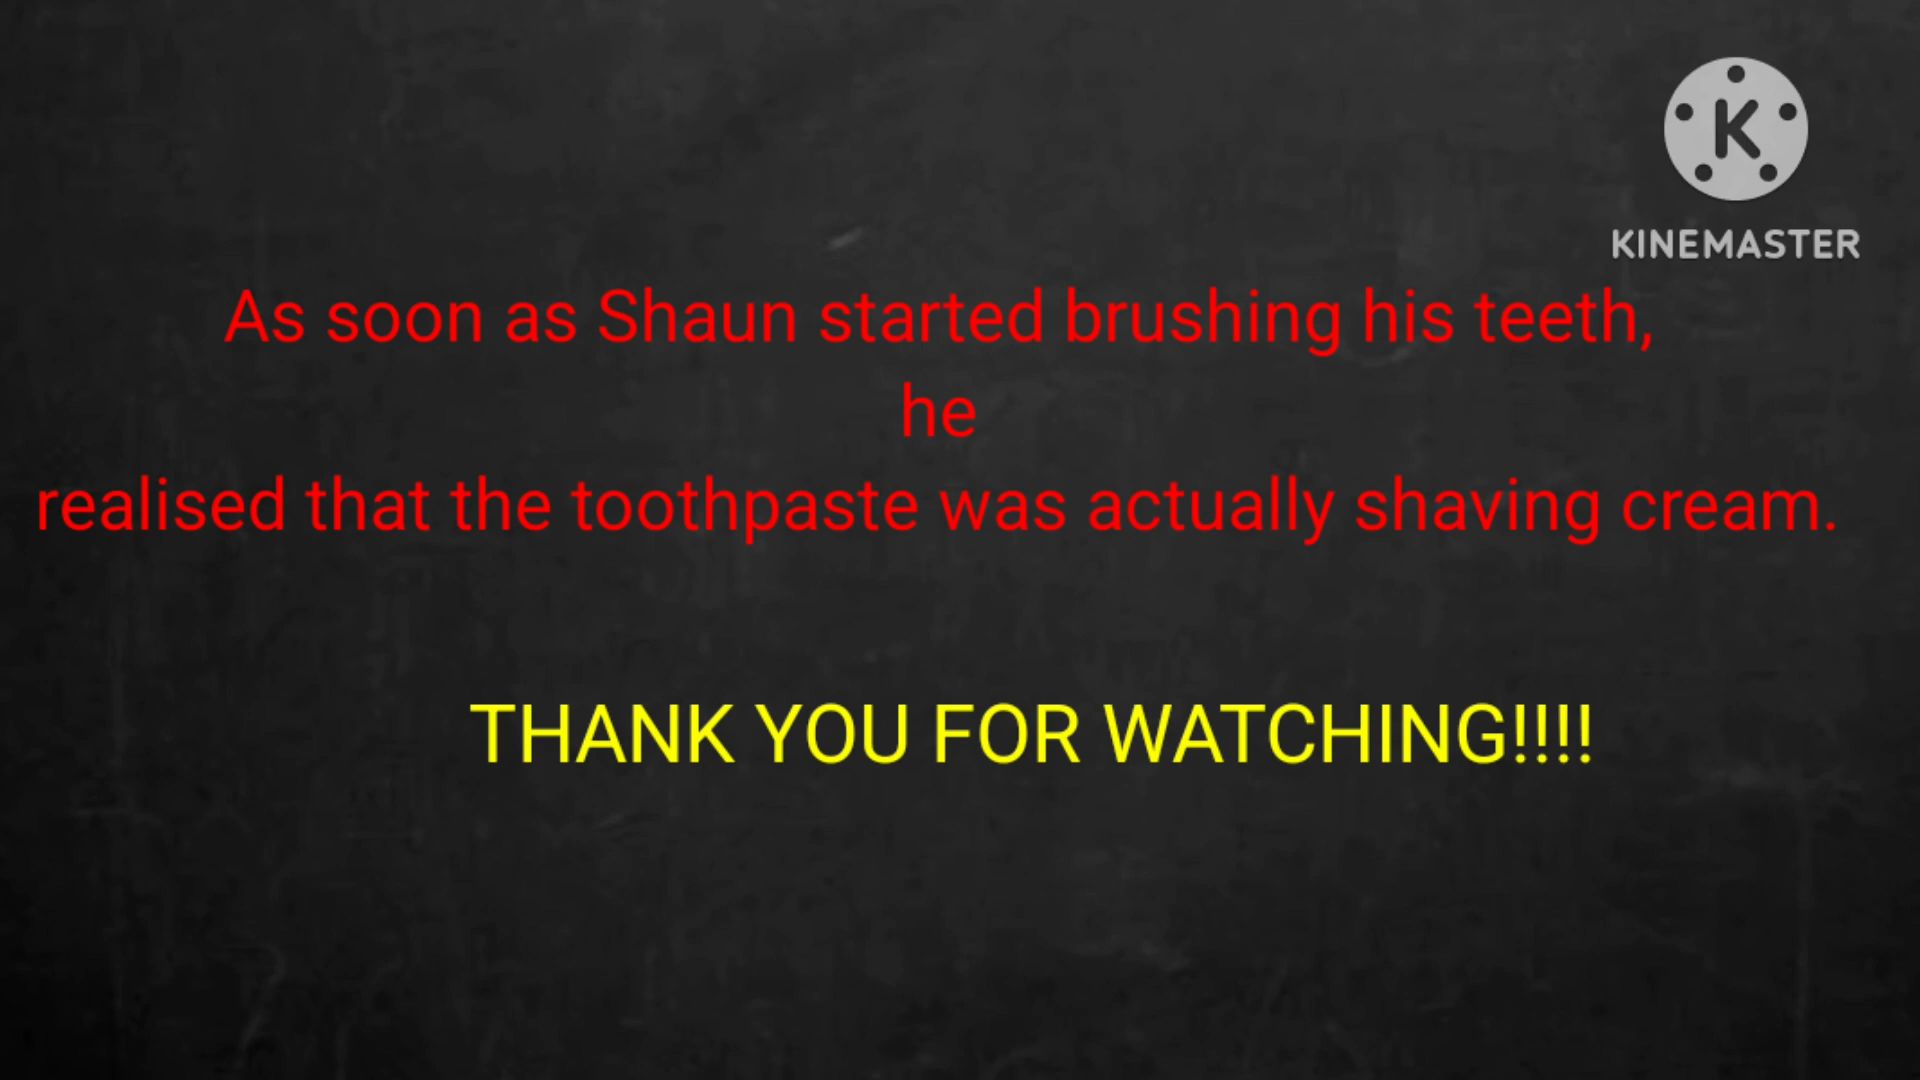 K
KINEMASTER
As soon as Shaun started brushing his teeth,
he
realised that the toothpaste was actually shaving cream.
THANK YOU FOR WATCHING!!!!